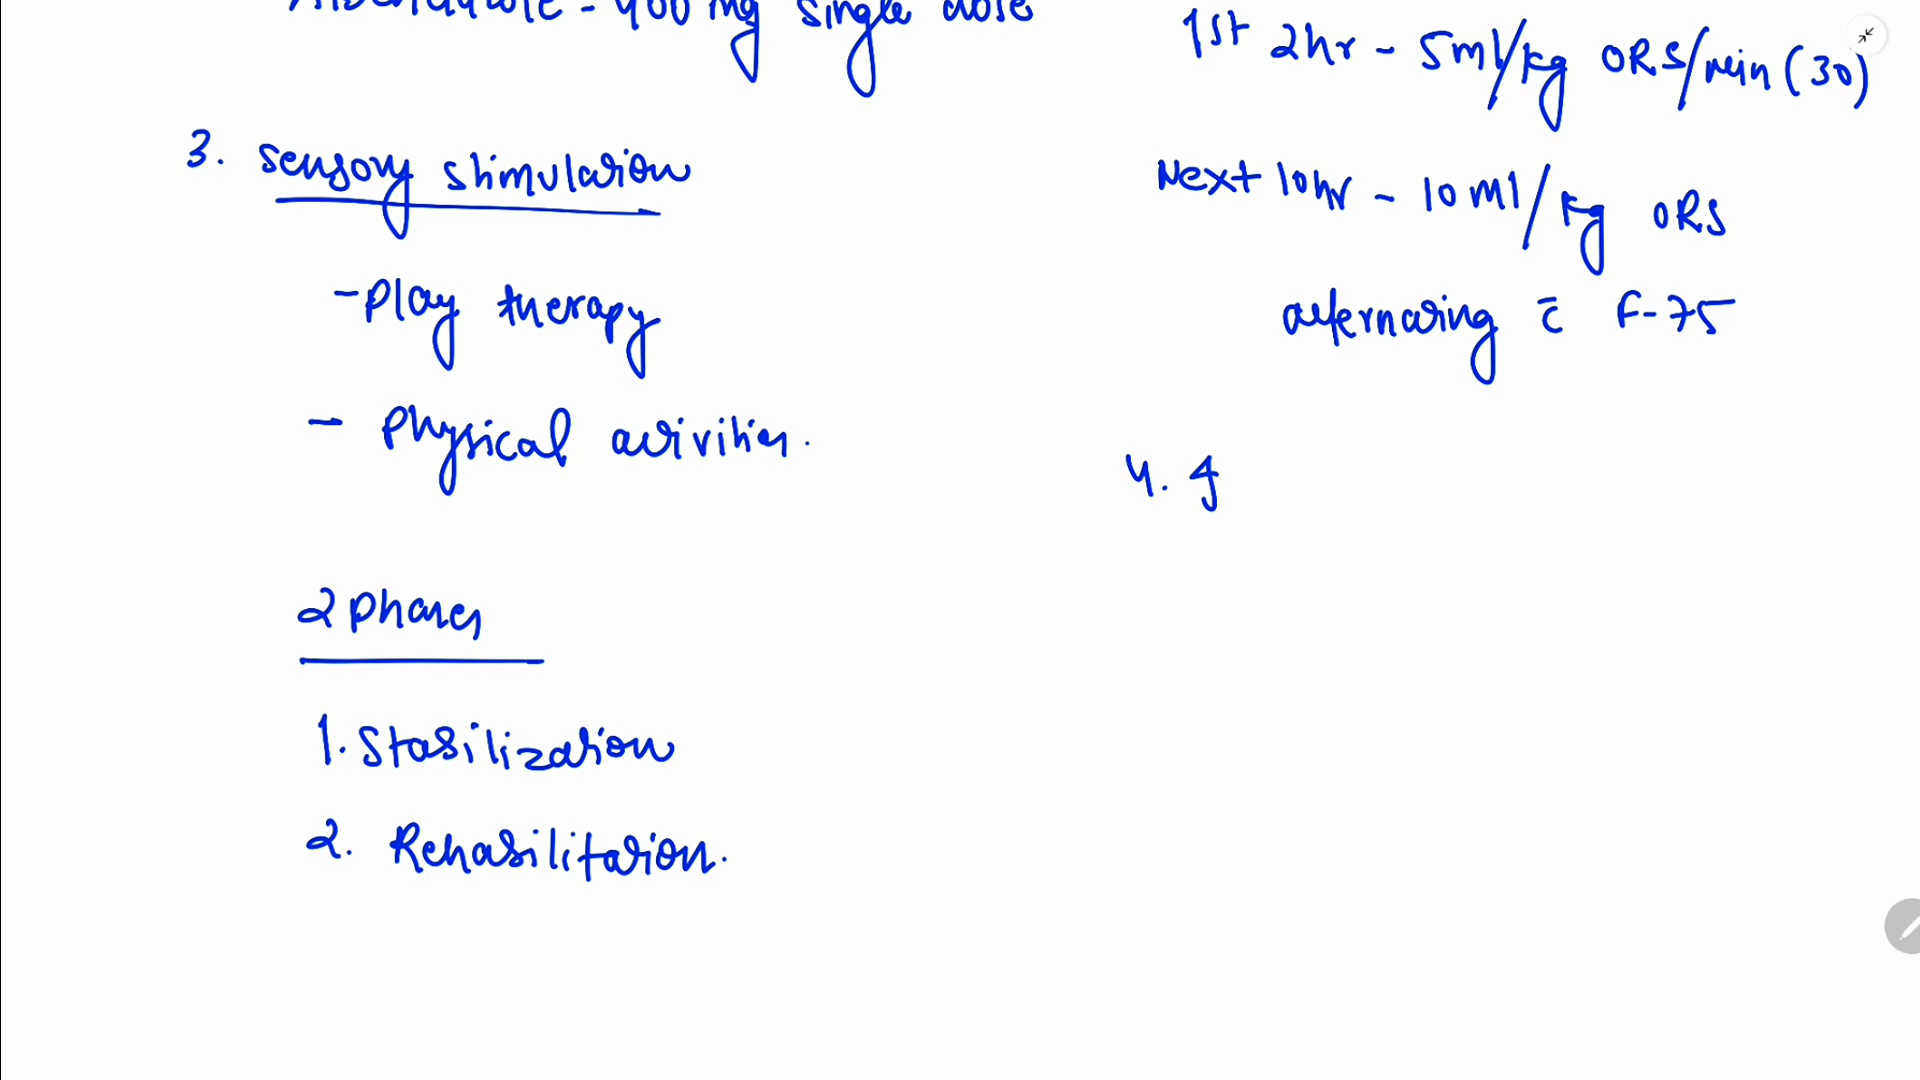 Albendazole - 400 mg single dose
3. sensory stimulation
- Play therapy
- Physical activities.
2 phases
1. Stabilization
2. Rehabilitation.
1st 2hr - 5ml/kg ORS/min (30)
Next 10hr - 10 ml/kg ORS
alternating c̄ F-75
4.